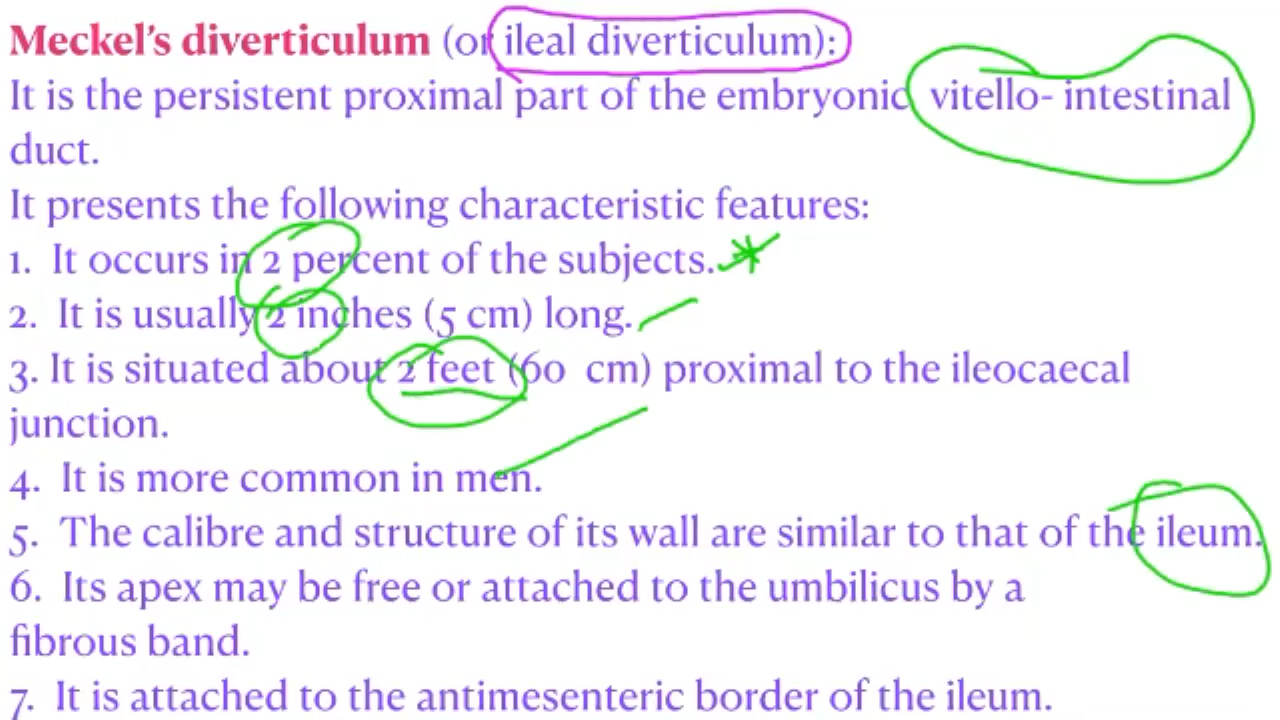 Meckel's diverticulum (or ileal diverticulum):
It is the persistent proximal part of the embryonic vitello- intestinal
duct.
It presents the following characteristic features:
1. It occurs in 2 percent of the subjects.
2. It is usually 2 inches (5 cm) long.
3. It is situated about 2 feet (60 cm) proximal to the ileocaecal
junction.
4. It is more common in men.
5. The calibre and structure of its wall are similar to that of the ileum.
6. Its apex may be free or attached to the umbilicus by a
fibrous band.
7. It is attached to the antimesenteric border of the ileum.